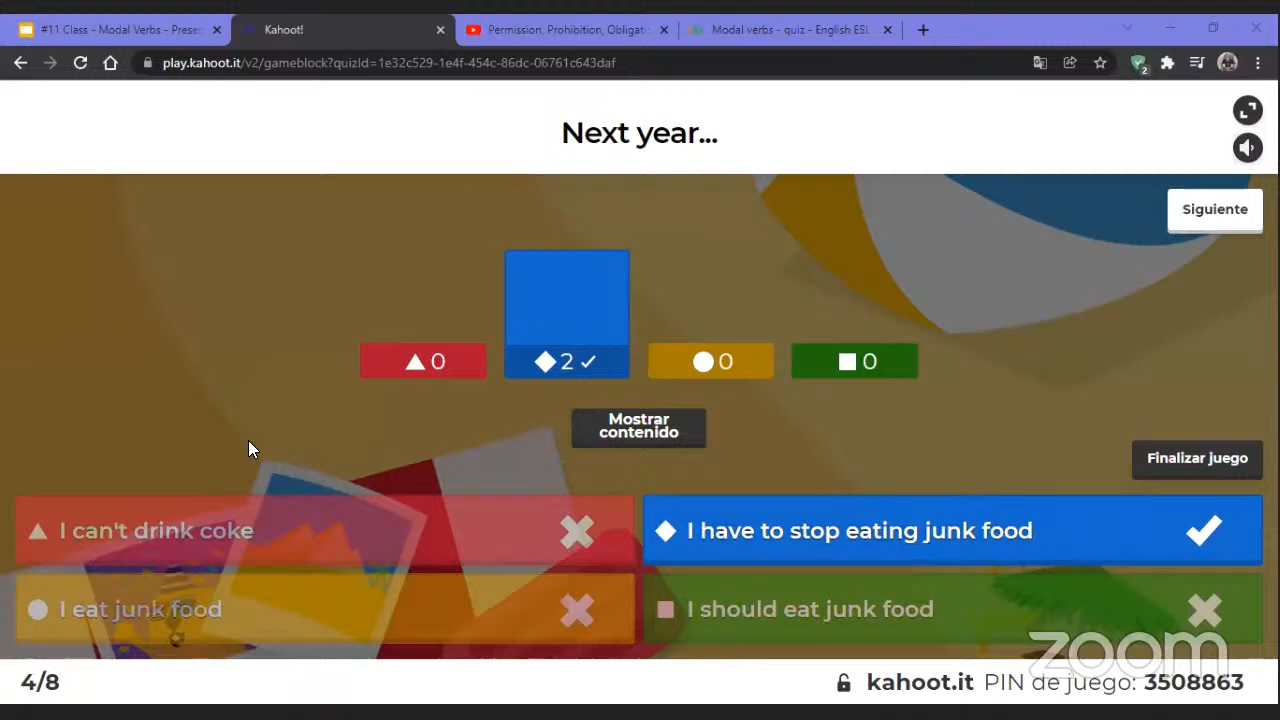 #11 Class - Modal Verbs - Presen
Kahoot!
Permission, Prohibition, Obligati
Modal verbs - quiz - English ESL
play.kahoot.it/v2/gameblock?quizId=1e32c529-1e4f-454c-86dc-06761c643daf
2
Next year...
Siguiente
0
2
0
0
Mostrar
contenido
Finalizar juego
I can't drink coke
I have to stop eating junk food
I eat junk food
I should eat junk food
zoom
4/8
kahoot.it PIN de juego: 3508863